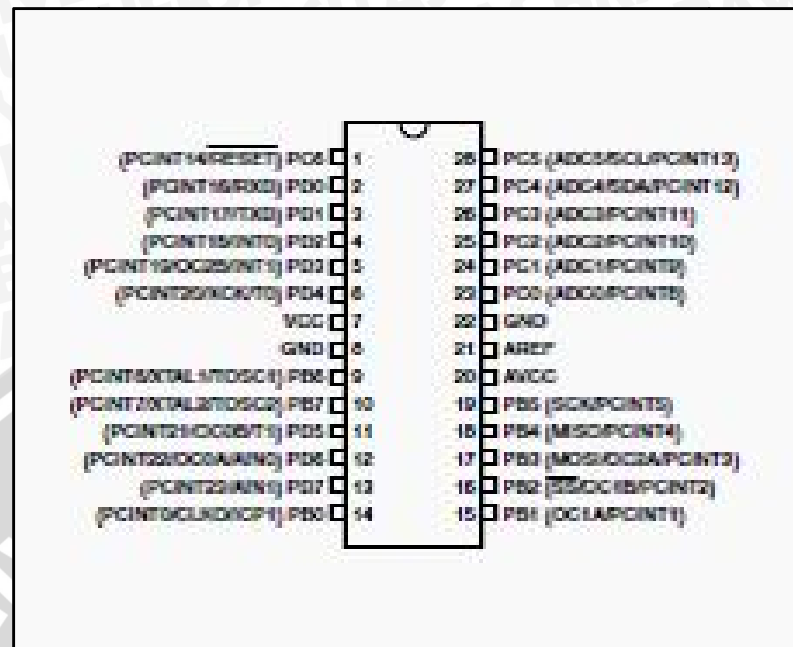 (PCINT14/RESET) PC6 1
(PCINT16/RXD) PD0 2
(PCINT17/TXD) PD1 3
(PCINT18/INT0) PD2 4
(PCINT19/OC2B/INT1) PD3 5
(PCINT20/XCK/T0) PD4 6
VCC 7
GND 8
(PCINT6/XTAL1/TOSC1) PB6 9
(PCINT7/XTAL2/TOSC2) PB7 10
(PCINT21/OC0B/T1) PD5 11
(PCINT22/OC0A/AIN0) PD6 12
(PCINT23/AIN1) PD7 13
(PCINT0/CLKO/ICP1) PB0 14
28 PC5 (ADC5/SCL/PCINT13)
27 PC4 (ADC4/SDA/PCINT12)
26 PC3 (ADC3/PCINT11)
25 PC2 (ADC2/PCINT10)
24 PC1 (ADC1/PCINT9)
23 PC0 (ADC0/PCINT8)
22 GND
21 AREF
20 AVCC
19 PB5 (SCK/PCINT5)
18 PB4 (MISO/PCINT4)
17 PB3 (MOSI/OC2A/PCINT3)
16 PB2 (SS/OC1B/PCINT2)
15 PB1 (OC1A/PCINT1)